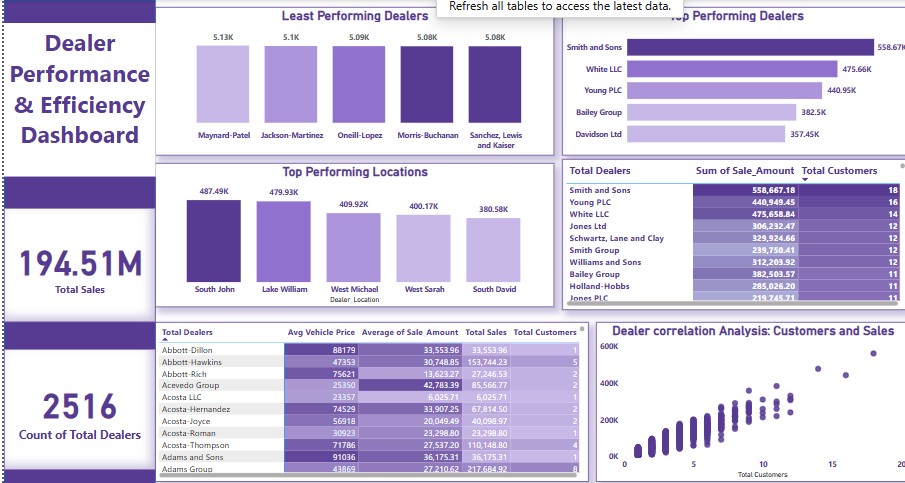 Refresh all tables to access the latest data.
Dealer
Performance
& Efficiency
Dashboard
194.51M
Total Sales
2516
Count of Total Dealers
Least Performing Dealers
5.13K
5.1K
5.09K
5.08K
5.08K
Maynard-Patel
Jackson-Martinez
Oneill-Lopez
Morris-Buchanan
Sanchez, Lewis
and Kaiser
Top Performing Dealers
Smith and Sons 558.67K
White LLC 475.66K
Young PLC 440.95K
Bailey Group 382.5K
Davidson Ltd 357.45K
Top Performing Locations
487.49K
479.93K
409.92K
400.17K
380.58K
South John
Lake William
West Michael
West Sarah
South David
Dealer_Location
Total Dealers Sum of Sale_Amount Total Customers
Smith and Sons 558,667.18 18
Young PLC 440,949.45 16
White LLC 475,658.84 14
Jones Ltd 306,232.47 12
Schwartz, Lane and Clay 329,924.66 12
Smith Group 239,750.41 12
Williams and Sons 312,203.92 12
Bailey Group 382,503.57 11
Holland-Hobbs 285,026.20 11
Jones PLC 219,745.71 11
Total Dealers Avg Vehicle Price Average of Sale_Amount Total Sales Total Customers
Abbott-Dillon 88179 33,553.96 33,553.96 1
Abbott-Hawkins 47353 30,748.85 153,744.23 5
Abbott-Rich 75621 13,623.27 27,246.53 2
Acevedo Group 25350 42,783.39 85,566.77 2
Acosta LLC 23357 6,025.71 6,025.71 1
Acosta-Hernandez 74529 33,907.25 67,814.50 2
Acosta-Joyce 56918 20,049.49 40,098.97 2
Acosta-Roman 30923 23,298.80 23,298.80 1
Acosta-Thompson 71786 27,537.20 110,148.80 4
Adams and Sons 91036 36,175.31 36,175.31 1
Adams Group 43869 27,210.62 217,684.92 8
Dealer correlation Analysis: Customers and Sales
600K
400K
200K
0K
0
5
10
15
20
Total Customers